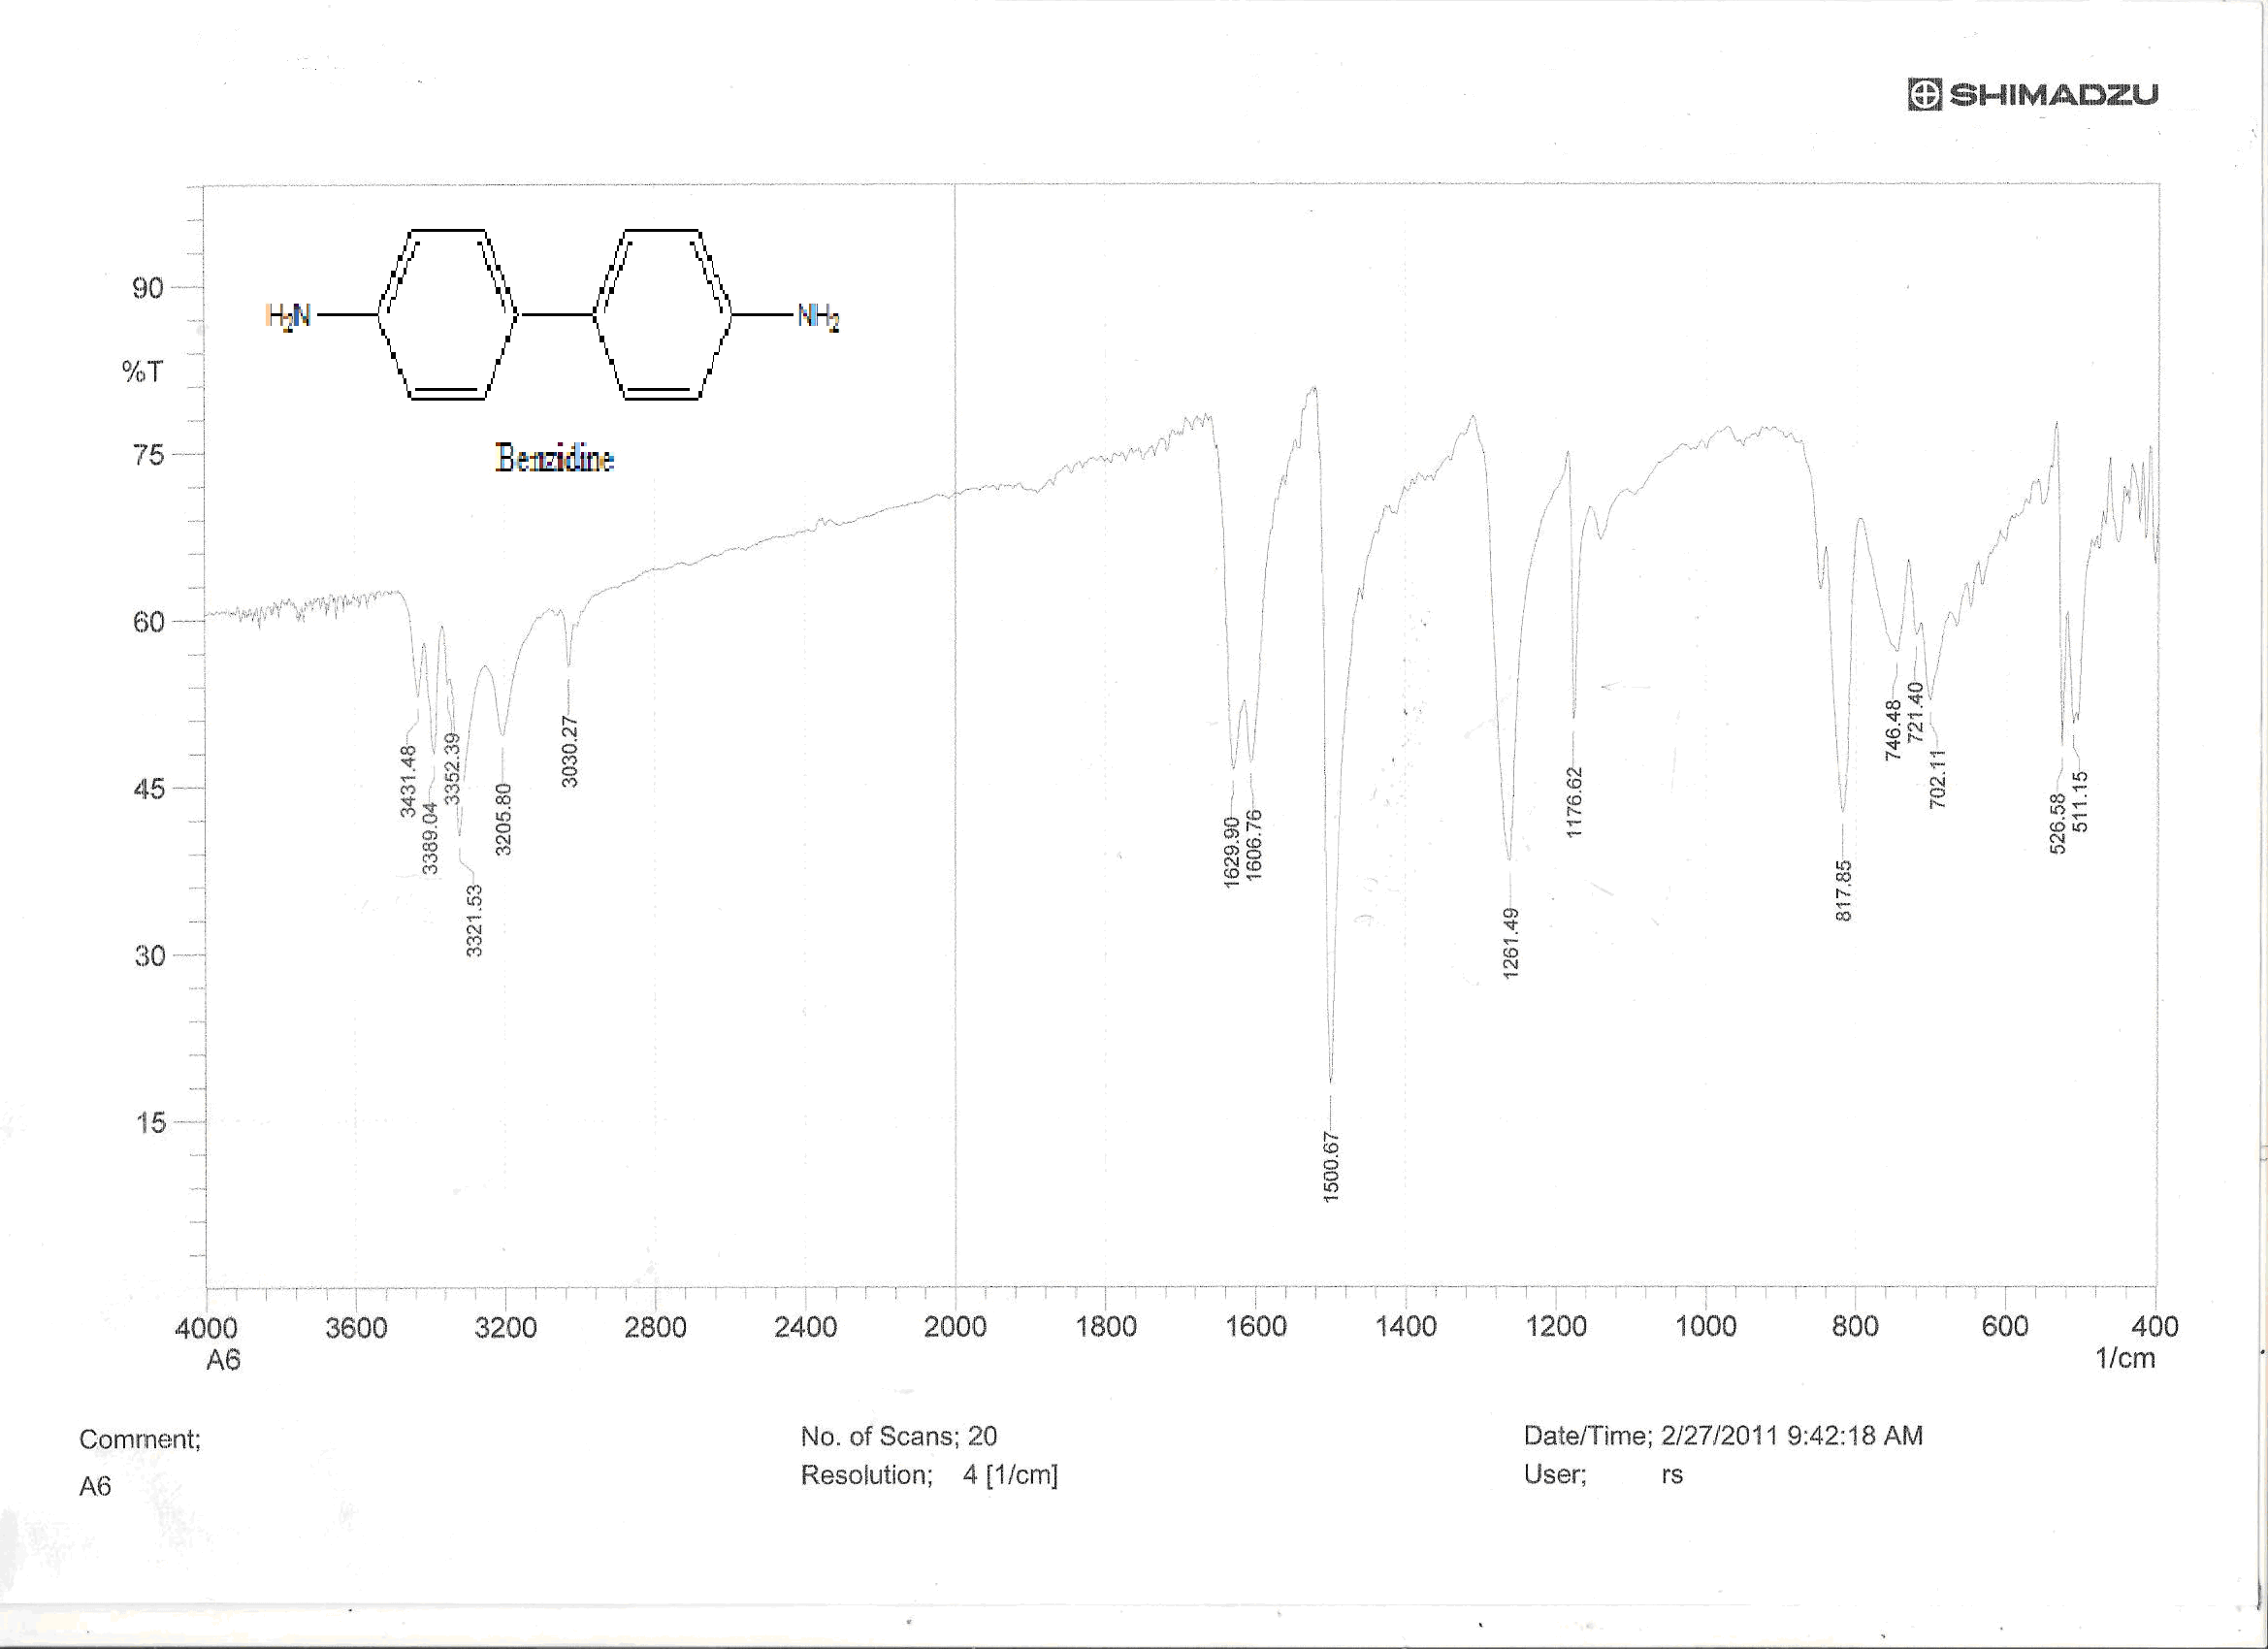 SHIMADZU
90
%T
75
60
45
30
15
H₂N
NH₂
Benzidine
3431.48
3389.04
3352.39
3321.53
3205.80
3030.27
1629.90
1606.76
1500.67
1261.49
1176.62
817.85
746.48
721.40
702.11
526.58
511.15
4000 3600 3200 2800 2400 2000 1800 1600 1400 1200 1000 800 600 400
A6 1/cm
Comment; No. of Scans; 20 Date/Time; 2/27/2011 9:42:18 AM
A6 Resolution; 4 [1/cm] User; rs